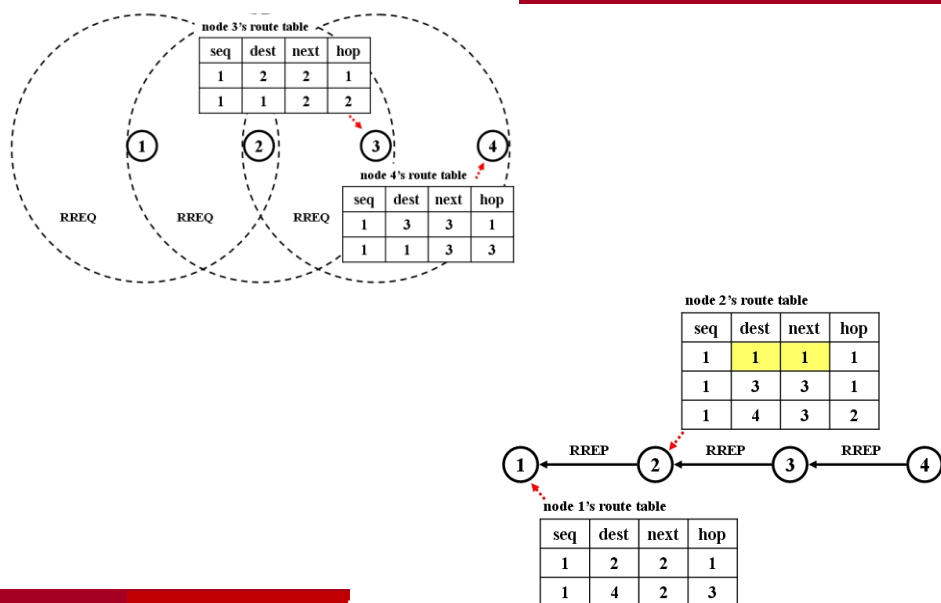 node 3's route table
seq dest next hop
1 2 2 1
1 1 2 2
1 2 3 4
node 4's route table
seq dest next hop
1 3 3 1
1 1 3 3
RREQ RREQ RREQ
node 2's route table
seq dest next hop
1 1 1 1
1 3 3 1
1 4 3 2
RREP RREP RREP
1 2 3 4
node 1's route table
seq dest next hop
1 2 2 1
1 4 2 3